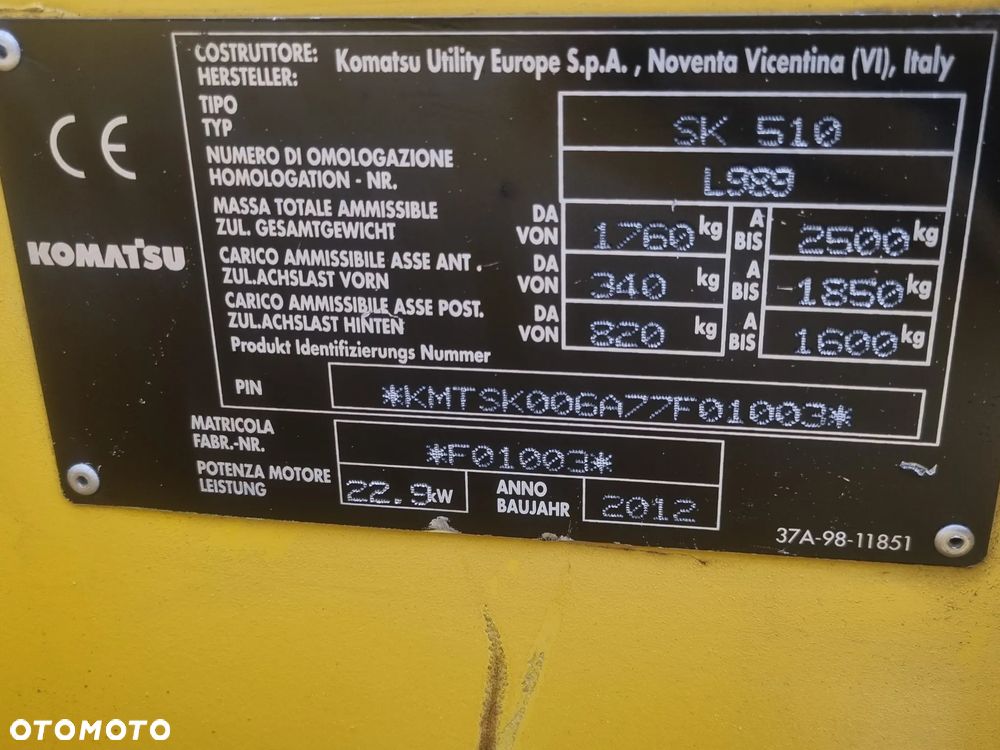 COSTRUTTORE: Komatsu Utility Europe S.p.A. , Noventa Vicentina (VI), Italy
HERSTELLER:
TIPO
TYP
SK 510
NUMERO DI OMOLOGAZIONE
HOMOLOGATION - NR.
L989
MASSA TOTALE AMMISSIBLE
ZUL. GESAMTGEWICHT
DA
VON
1760 kg
A
BIS
2500 kg
CARICO AMMISSIBILE ASSE ANT .
ZUL.ACHSLAST VORN
DA
VON
340 kg
A
BIS
1850 kg
CARICO AMMISSIBILE ASSE POST.
ZUL.ACHSLAST HINTEN
DA
VON
820 kg
A
BIS
1600 kg
Produkt Identifizierungs Nummer
PIN
*KMTSK006A77F01003*
MATRICOLA
FABR.-NR.
*F01003*
POTENZA MOTORE
LEISTUNG
22.9 kW
ANNO
BAUJAHR
2012
37A-98-11851
CE
KOMATSU
OTOMOTO